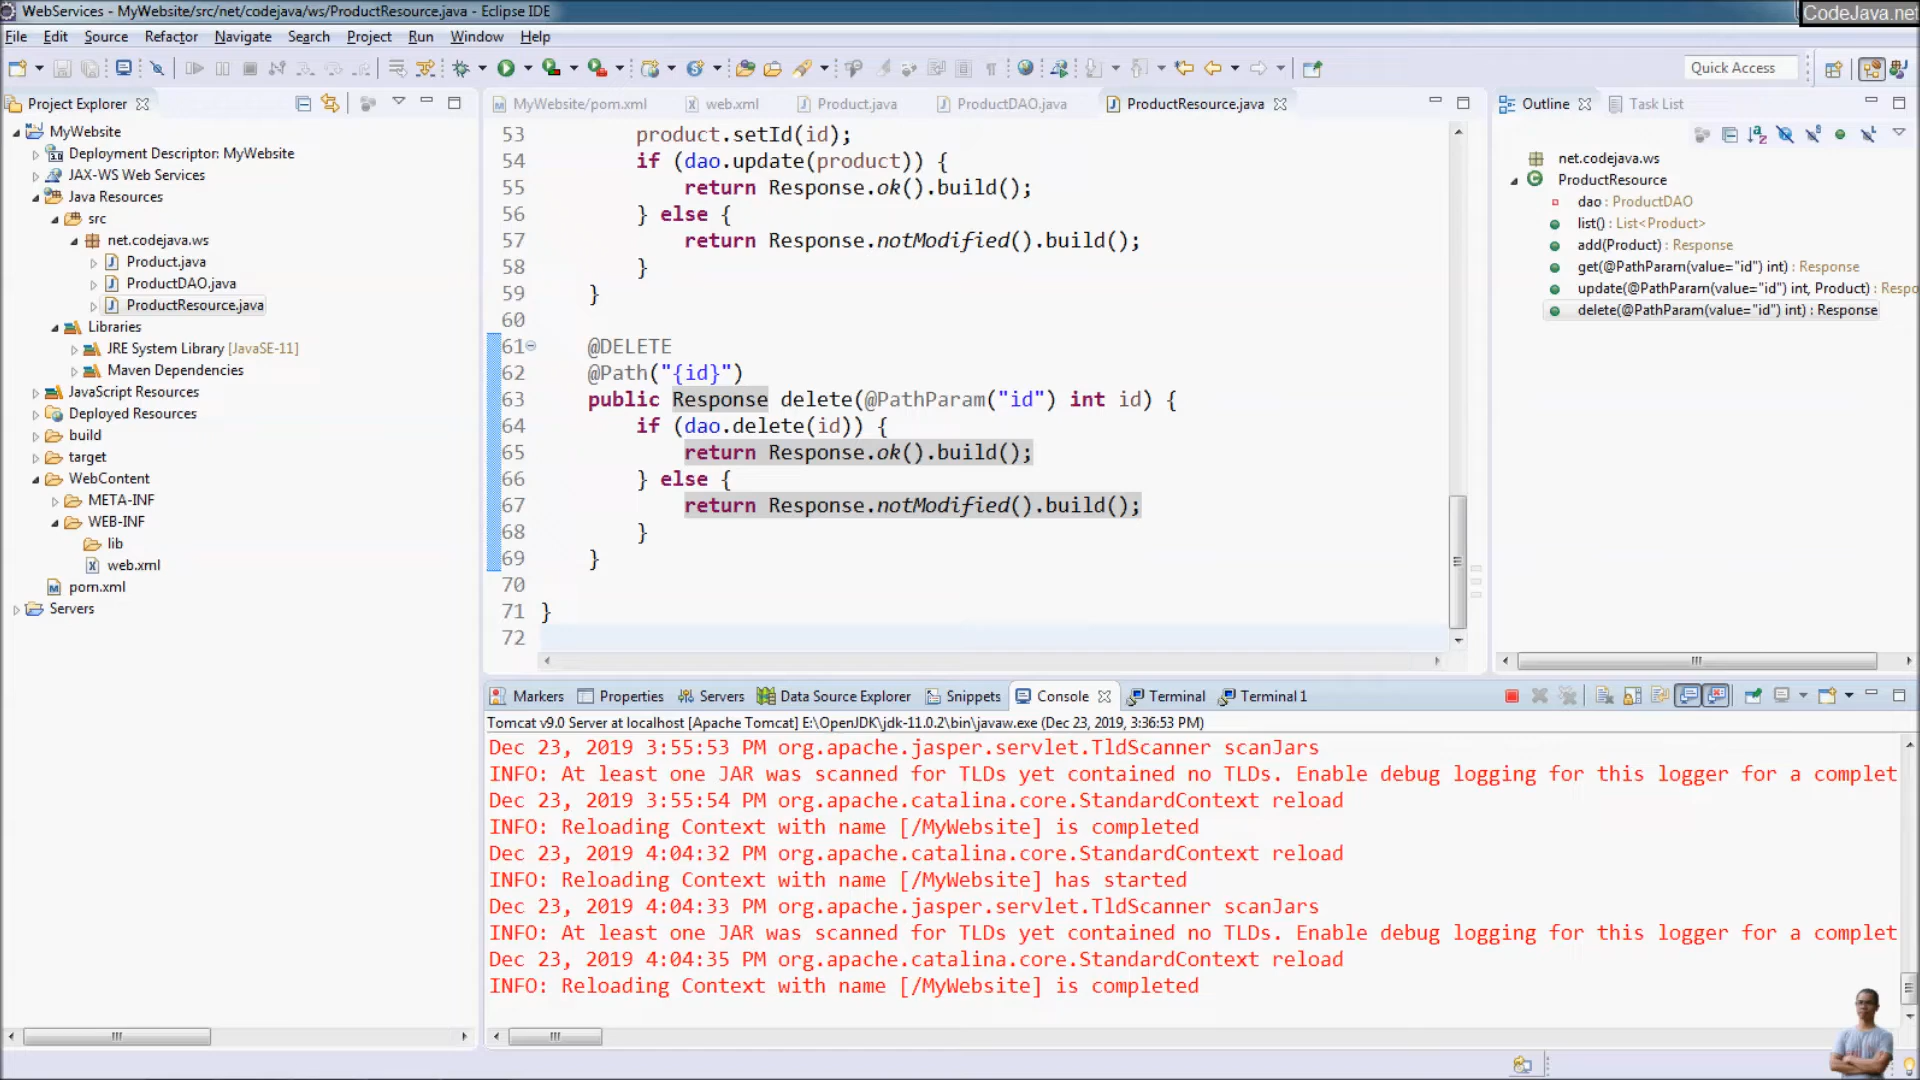 WebServices - MyWebsite/src/net/codejava/ws/ProductResource.java - Eclipse IDE
CodeJava.net
File Edit Source Refactor Navigate Search Project Run Window Help
Quick Access
Project Explorer
MyWebsite
Deployment Descriptor: MyWebsite
JAX-WS Web Services
Java Resources
src
net.codejava.ws
Product.java
ProductDAO.java
ProductResource.java
Libraries
JRE System Library [JavaSE-11]
Maven Dependencies
JavaScript Resources
Deployed Resources
build
target
WebContent
META-INF
WEB-INF
lib
web.xml
pom.xml
Servers
MyWebsite/pom.xml web.xml Product.java ProductDAO.java ProductResource.java
53 product.setId(id);
54 if (dao.update(product)) {
55 return Response.ok().build();
56 } else {
57 return Response.notModified().build();
58 }
59 }
60
61 @DELETE
62 @Path("{id}")
63 public Response delete(@PathParam("id") int id) {
64 if (dao.delete(id)) {
65 return Response.ok().build();
66 } else {
67 return Response.notModified().build();
68 }
69 }
70
71 }
72
Outline Task List
net.codejava.ws
ProductResource
dao : ProductDAO
list() : List<Product>
add(Product) : Response
get(@PathParam(value="id") int) : Response
update(@PathParam(value="id") int, Product) : Respo
delete(@PathParam(value="id") int) : Response
Markers Properties Servers Data Source Explorer Snippets Console Terminal Terminal 1
Tomcat v9.0 Server at localhost [Apache Tomcat] E:\OpenJDK\jdk-11.0.2\bin\javaw.exe (Dec 23, 2019, 3:36:53 PM)
Dec 23, 2019 3:55:53 PM org.apache.jasper.servlet.TldScanner scanJars
INFO: At least one JAR was scanned for TLDs yet contained no TLDs. Enable debug logging for this logger for a complet
Dec 23, 2019 3:55:54 PM org.apache.catalina.core.StandardContext reload
INFO: Reloading Context with name [/MyWebsite] is completed
Dec 23, 2019 4:04:32 PM org.apache.catalina.core.StandardContext reload
INFO: Reloading Context with name [/MyWebsite] has started
Dec 23, 2019 4:04:33 PM org.apache.jasper.servlet.TldScanner scanJars
INFO: At least one JAR was scanned for TLDs yet contained no TLDs. Enable debug logging for this logger for a complet
Dec 23, 2019 4:04:35 PM org.apache.catalina.core.StandardContext reload
INFO: Reloading Context with name [/MyWebsite] is completed